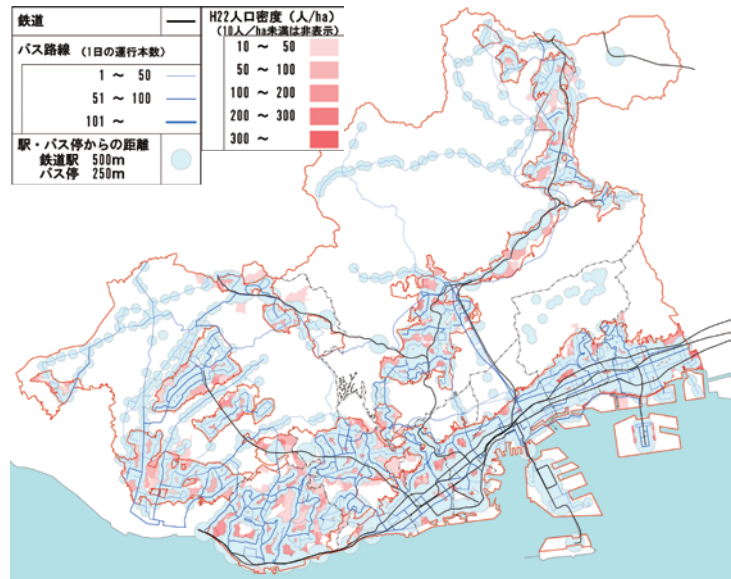 鉄道
バス路線 (1日の運行本数)
1 ～ 50
51 ～ 100
101 ～
駅・バス停からの距離
鉄道駅 500m
バス停 250m
H22人口密度 (人/ha)
(10人/ha未満は非表示)
10 ～ 50
50 ～ 100
100 ～ 200
200 ～ 300
300 ～